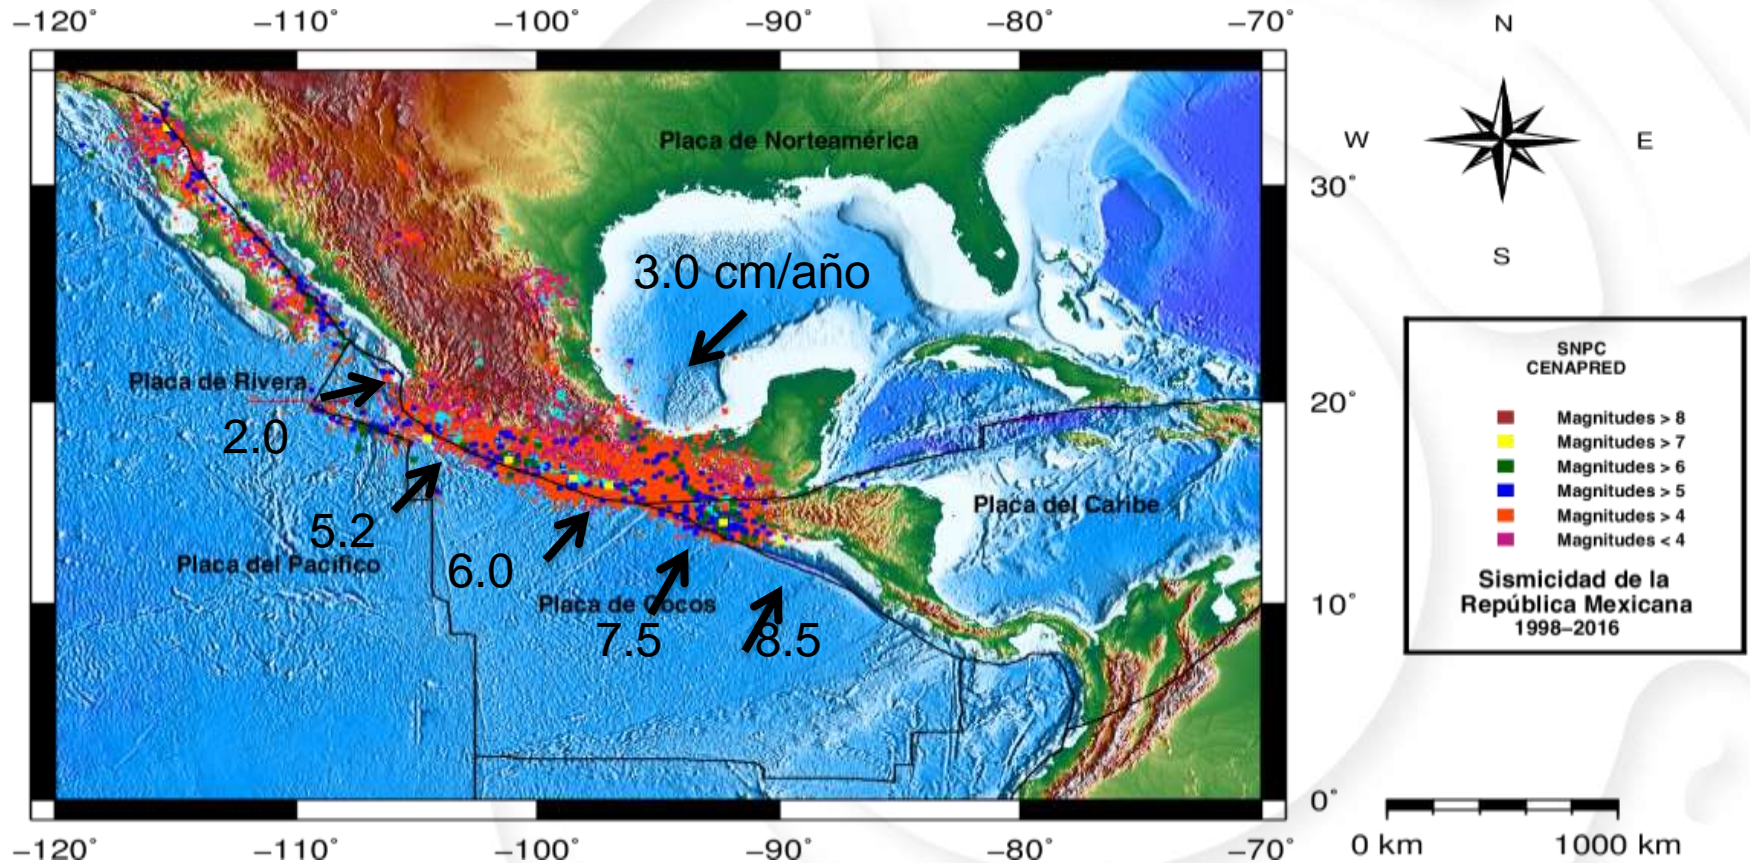 −120° −110° −100° −90° −80° −70°
N
Placa de Norteamérica
W E
30°
S
3.0 cm/año
SNPC
CENAPRED
Placa de Rivera
20°
2.0
Magnitudes > 8
Magnitudes > 7
Magnitudes > 6
Magnitudes > 5
Magnitudes > 4
Magnitudes < 4
Placa del Caribe
5.2
Placa del Pacífico
6.0
Placa de Cocos
7.5
8.5
10°
Sismicidad de la
República Mexicana
1998–2016
0°
−120° −110° −100° −90° −80° −70°
0 km 1000 km